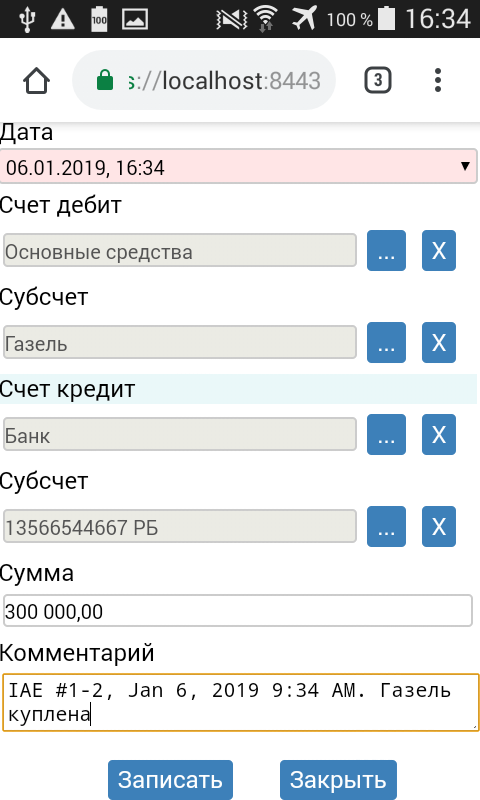 100 100 % 16:34
s://localhost:8443 3
Дата
06.01.2019, 16:34
Счет дебит
Основные средства ... X
Субсчет
Газель ... X
Счет кредит
Банк ... X
Субсчет
13566544667 РБ ... X
Сумма
300 000,00
Комментарий
IAE #1-2, Jan 6, 2019 9:34 AM. Газель
куплена
Записать Закрыть